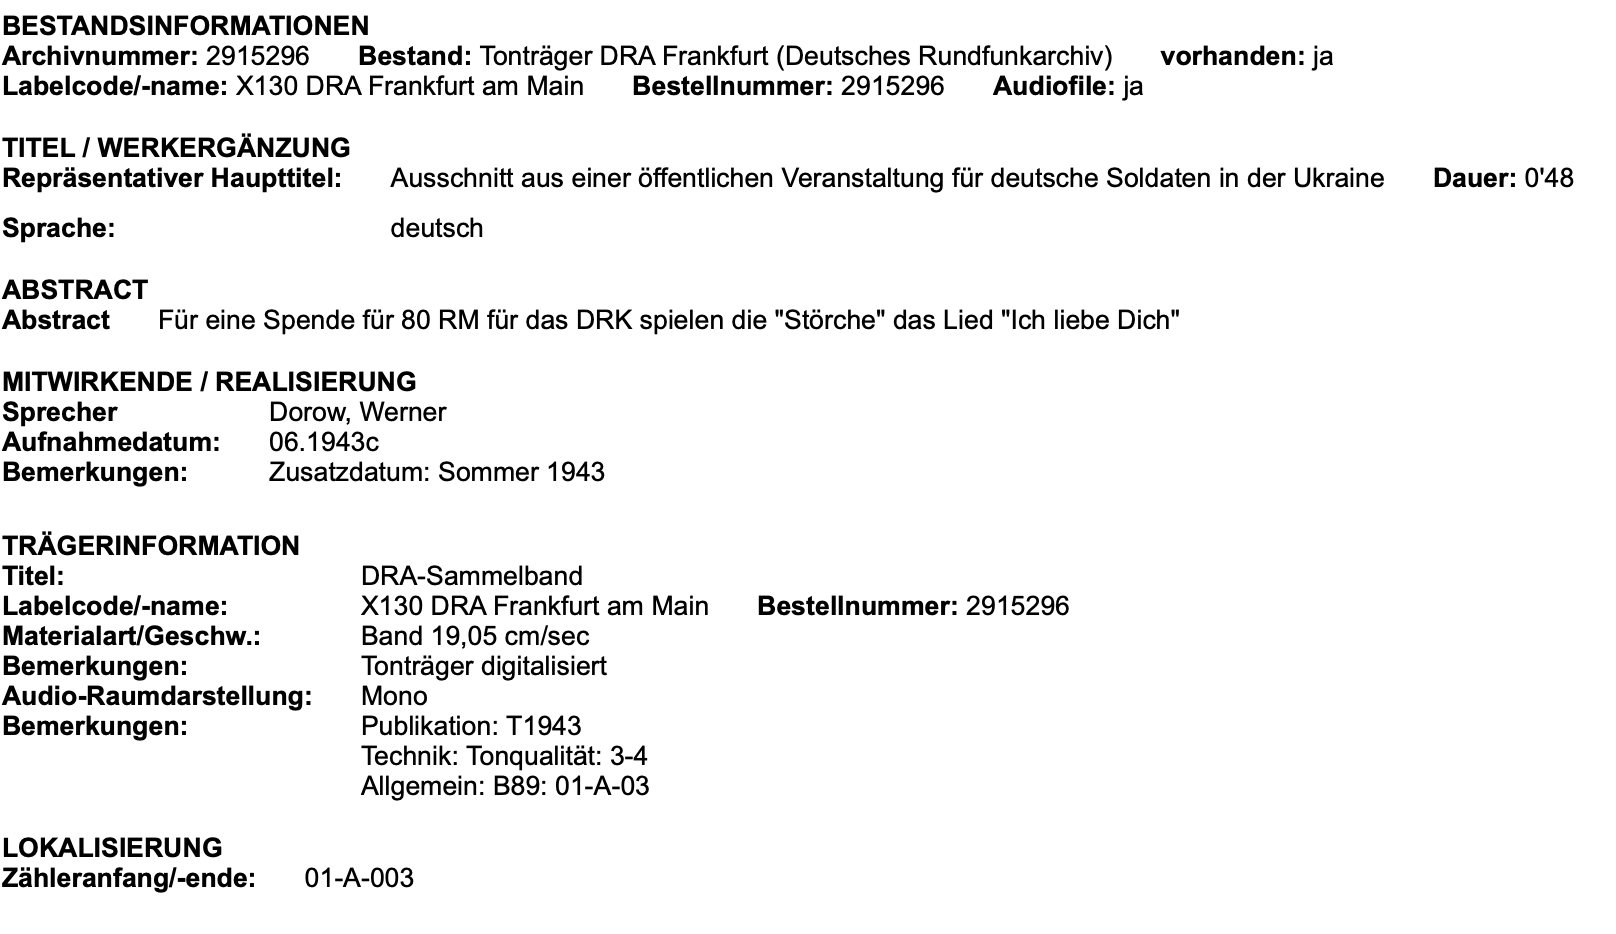 BESTANDSINFORMATIONEN
Archivnummer: 2915296 Bestand: Tonträger DRA Frankfurt (Deutsches Rundfunkarchiv) vorhanden: ja
Labelcode/-name: X130 DRA Frankfurt am Main Bestellnummer: 2915296 Audiofile: ja
TITEL / WERKERGÄNZUNG
Repräsentativer Haupttitel: Ausschnitt aus einer öffentlichen Veranstaltung für deutsche Soldaten in der Ukraine Dauer: 0'48
Sprache: deutsch
ABSTRACT
Abstract Für eine Spende für 80 RM für das DRK spielen die "Störche" das Lied "Ich liebe Dich"
MITWIRKENDE / REALISIERUNG
Sprecher Dorow, Werner
Aufnahmedatum: 06.1943c
Bemerkungen: Zusatzdatum: Sommer 1943
TRÄGERINFORMATION
Titel: DRA-Sammelband
Labelcode/-name: X130 DRA Frankfurt am Main Bestellnummer: 2915296
Materialart/Geschw.: Band 19,05 cm/sec
Bemerkungen: Tonträger digitalisiert
Audio-Raumdarstellung: Mono
Bemerkungen: Publikation: T1943
Technik: Tonqualität: 3-4
Allgemein: B89: 01-A-03
LOKALISIERUNG
Zähleranfang/-ende: 01-A-003